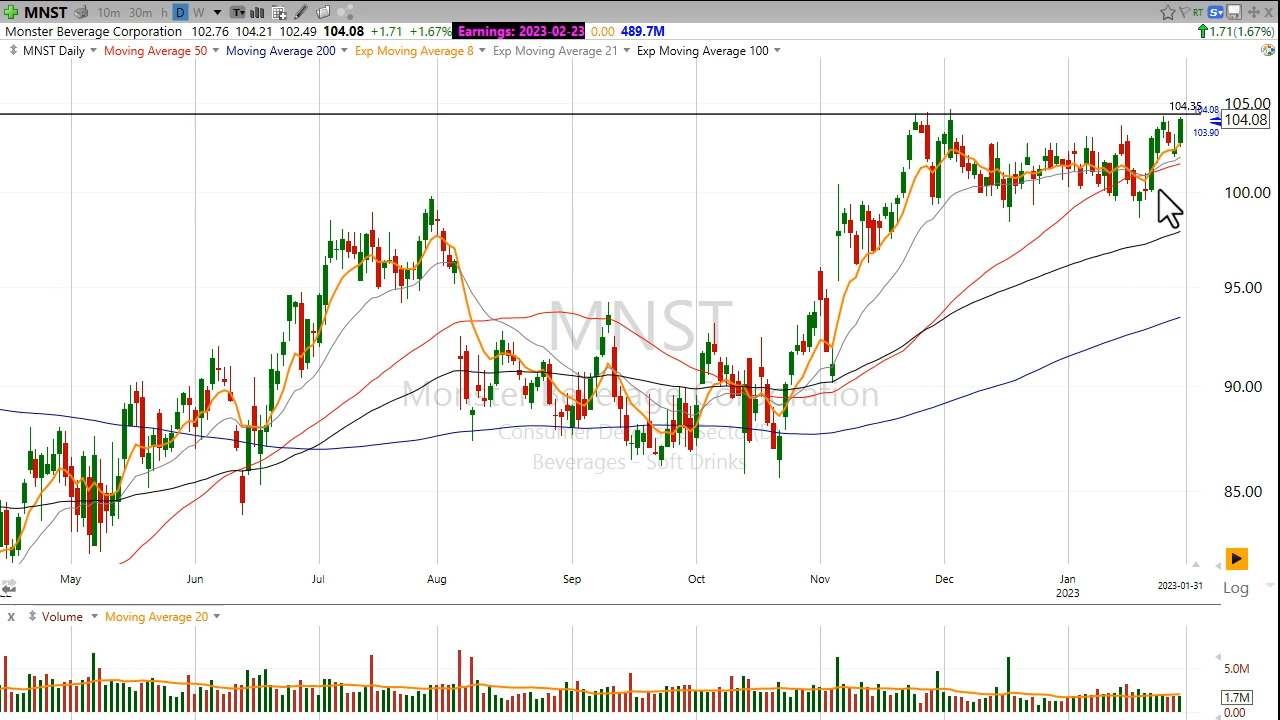 MNST 10m 30m h D W T RT S
Monster Beverage Corporation 102.76 104.21 102.49 104.08 +1.71 +1.67% Earnings: 2023-02-23 0.00 489.7M 1.71(1.67%)
MNST Daily Moving Average 50 Moving Average 200 Exp Moving Average 8 Exp Moving Average 21 Exp Moving Average 100
104.35
104.08
105.00
104.08
103.90
100.00
95.00
90.00
85.00
MNST
Monster Beverage Corporation
Beverages - Soft Drinks
May Jun Jul Aug Sep Oct Nov Dec Jan 2023-01-31
2023
Log
X Volume Moving Average 20
5.0M
1.7M
0.00